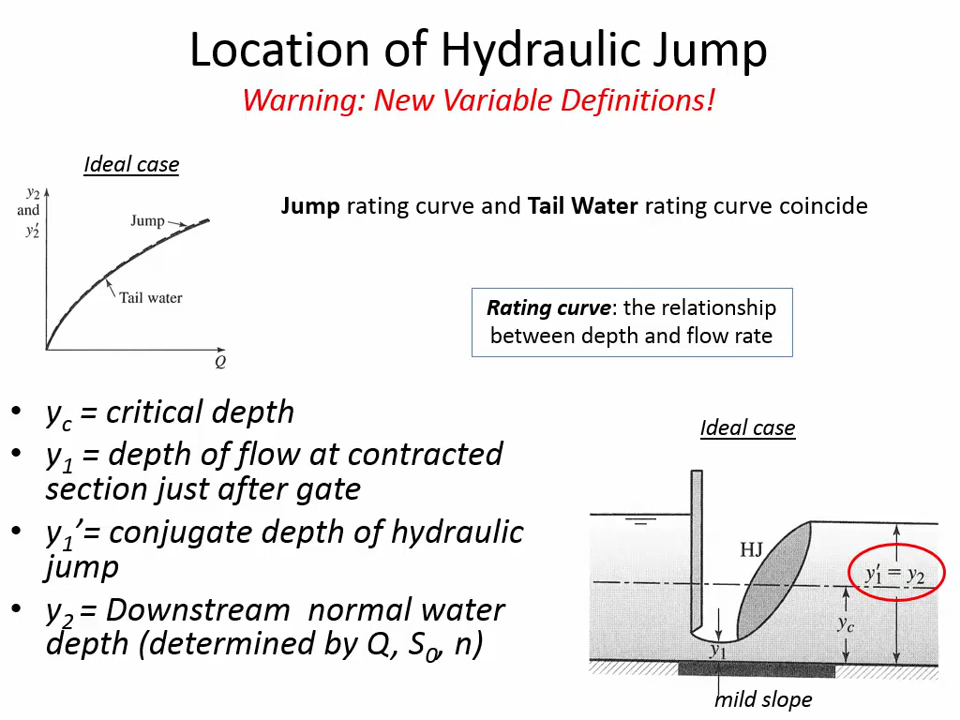 Location of Hydraulic Jump
Warning: New Variable Definitions!
Ideal case
y2
and
y2′
Jump
Tail water
Q
Jump rating curve and Tail Water rating curve coincide
Rating curve: the relationship
between depth and flow rate
• yc = critical depth
• y1 = depth of flow at contracted
section just after gate
• y1’= conjugate depth of hydraulic
jump
• y2 = Downstream normal water
depth (determined by Q, S0, n)
Ideal case
HJ
y1′ = y2
yc
y1
mild slope